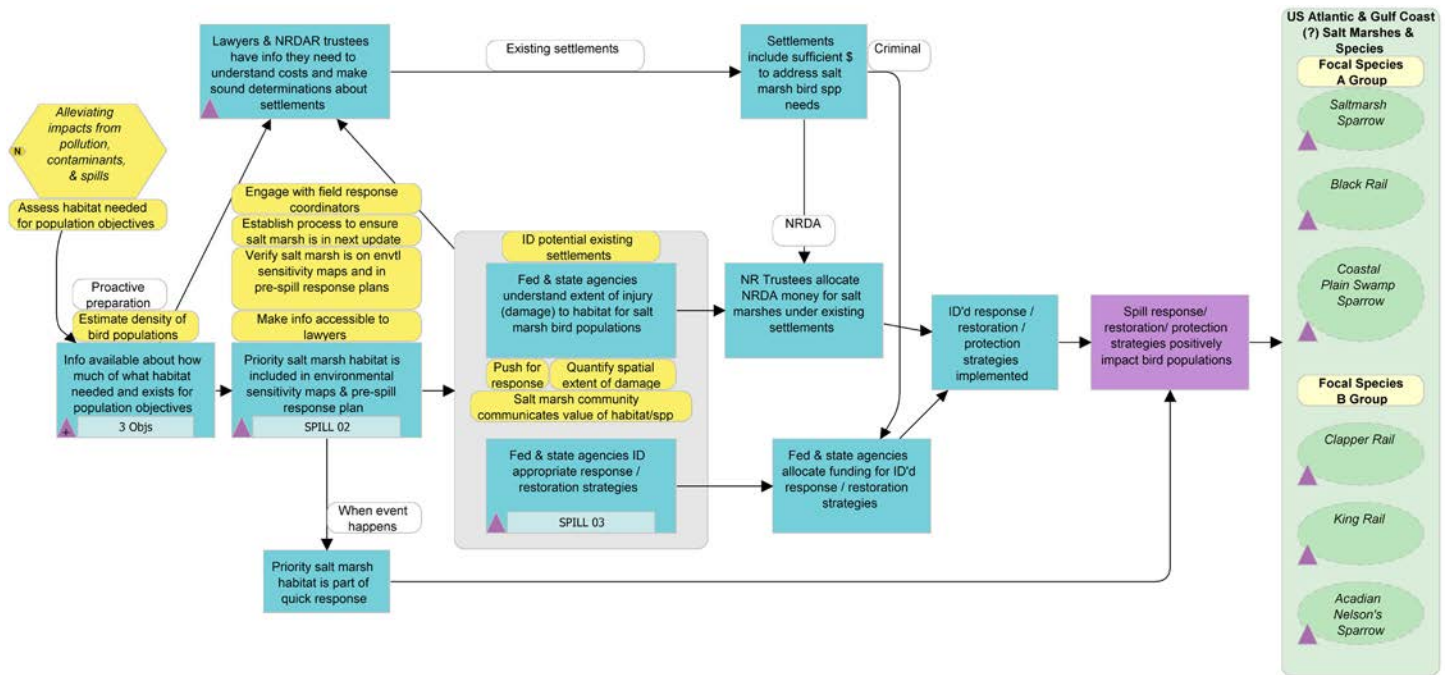 Lawyers & NRDAR trustees
have info they need to
understand costs and make
sound determinations about
settlements
Existing settlements
Settlements
include sufficient $
to address salt
marsh bird spp
needs
Criminal
US Atlantic & Gulf Coast
(?) Salt Marshes &
Species
Focal Species
A Group
Saltmarsh
Sparrow
Black Rail
Coastal
Plain Swamp
Sparrow
Focal Species
B Group
Clapper Rail
King Rail
Acadian
Nelson's
Sparrow
Alleviating
impacts from
pollution,
contaminants,
& spills
N
Assess habitat needed
for population objectives
Proactive
preparation
Estimate density of
bird populations
Info available about how
much of what habitat
needed and exists for
population objectives
+
3 Objs
Engage with field response
coordinators
Establish process to ensure
salt marsh is in next update
Verify salt marsh is on envtl
sensitivity maps and in
pre-spill response plans
Make info accessible to
lawyers
Priority salt marsh habitat is
included in environmental
sensitivity maps & pre-spill
response plan
SPILL 02
When event
happens
Priority salt marsh
habitat is part of
quick response
ID potential existing
settlements
Fed & state agencies
understand extent of injury
(damage) to habitat for salt
marsh bird populations
Push for
response
Quantify spatial
extent of damage
Salt marsh community
communicates value of habitat/spp
Fed & state agencies ID
appropriate response /
restoration strategies
SPILL 03
NRDA
NR Trustees allocate
NRDA money for salt
marshes under existing
settlements
Fed & state agencies
allocate funding for ID'd
response / restoration
strategies
ID'd response /
restoration /
protection
strategies
implemented
Spill response/
restoration/ protection
strategies positively
impact bird populations